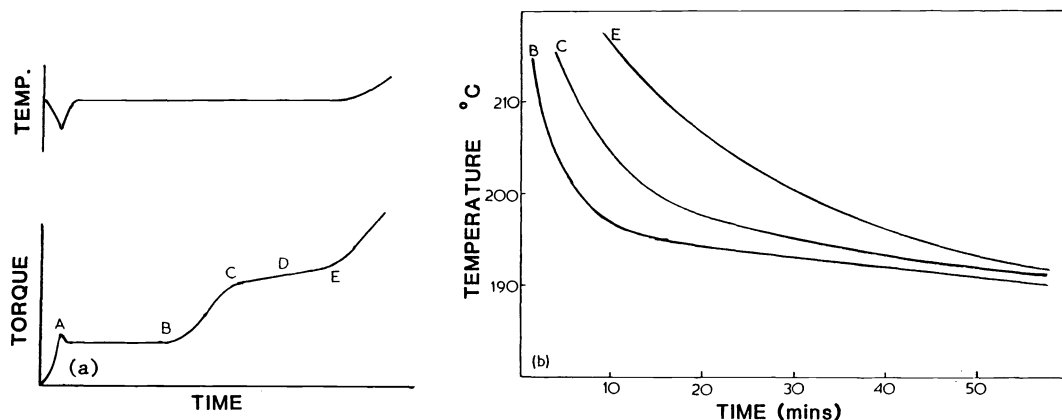 TEMP.
TORQUE
A
B
C
D
E
(a)
TIME
TEMPERATURE °C
210
200
190
B
C
E
(b)
10
20
30
40
50
TIME (mins)